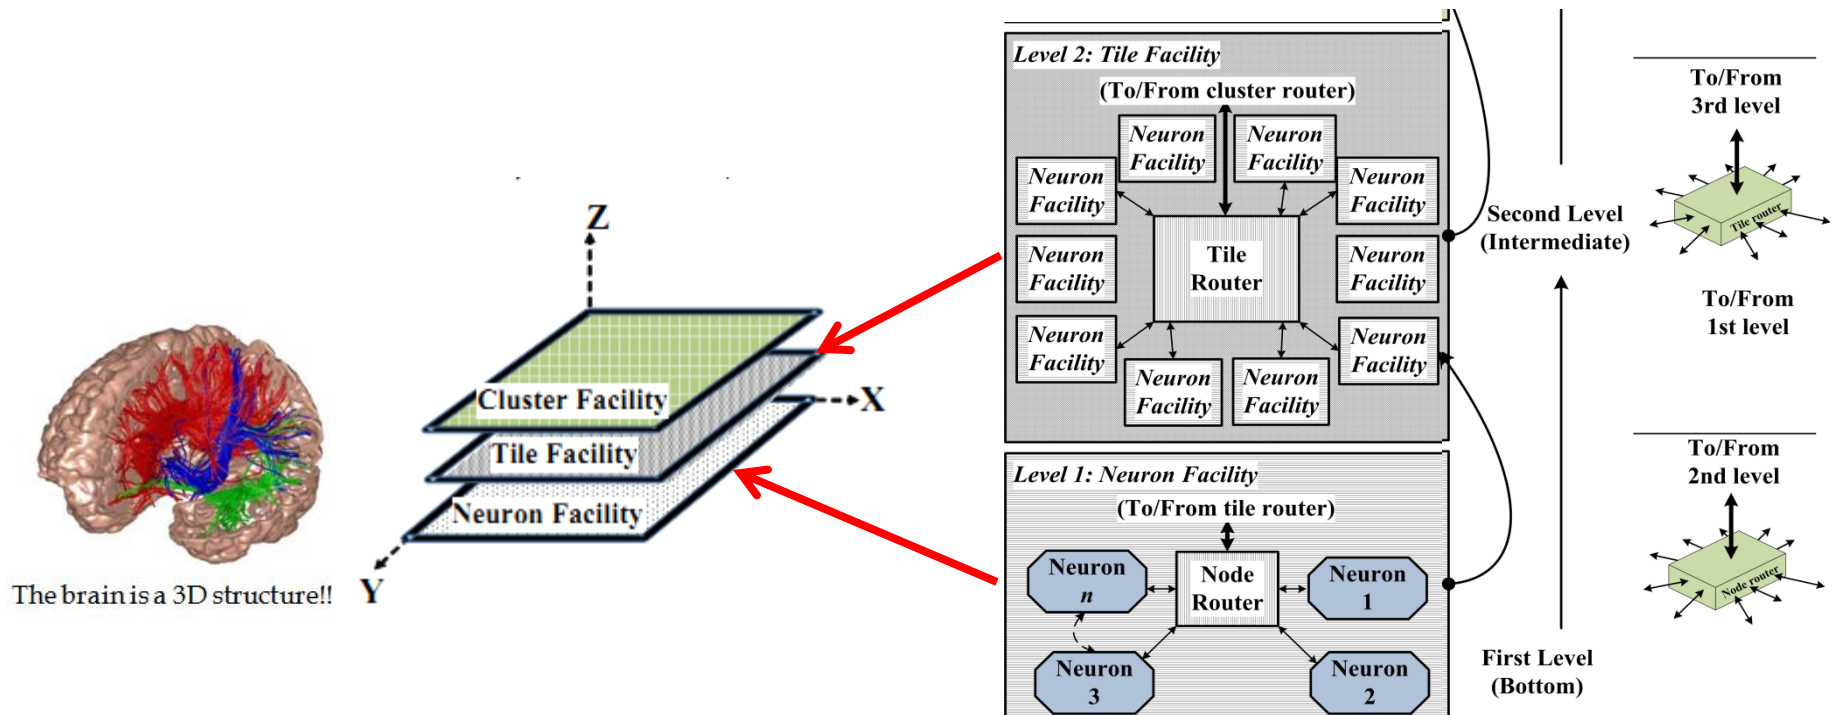 The brain is a 3D structure!!
Z
X
Y
Cluster Facility
Tile Facility
Neuron Facility
Level 2: Tile Facility
(To/From cluster router)
Neuron
Facility
Neuron
Facility
Neuron
Facility
Neuron
Facility
Neuron
Facility
Tile
Router
Neuron
Facility
Neuron
Facility
Neuron
Facility
Neuron
Facility
Neuron
Facility
Level 1: Neuron Facility
(To/From tile router)
Neuron
n
Node
Router
Neuron
1
Neuron
3
Neuron
2
Second Level
(Intermediate)
First Level
(Bottom)
To/From
3rd level
Tile router
To/From
1st level
To/From
2nd level
Node router